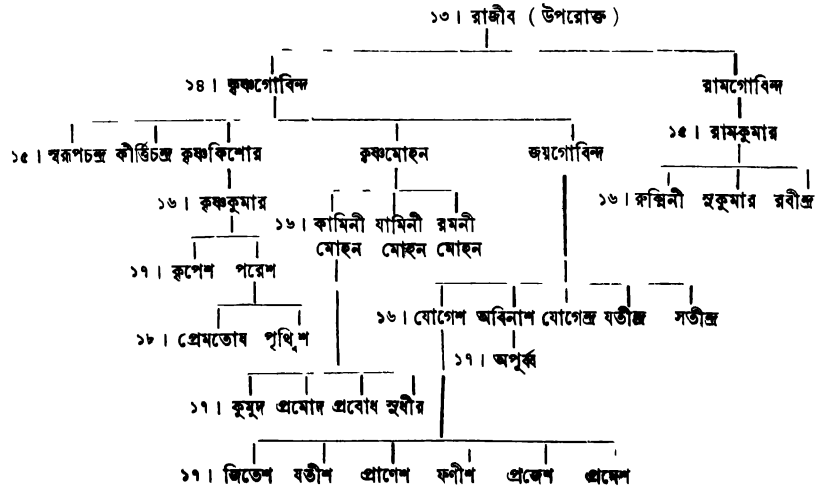 ১৩। রাজীব (উপরোক্ত)
১৪। কৃষ্ণগোবিন্দ রামগোবিন্দ
১৫। রামকুমার
১৫। স্বরূপচন্দ্র কীর্ত্তিচন্দ্র কৃষ্ণকিশোর কৃষ্ণমোহন জয়গোবিন্দ
১৬। কৃষ্ণকুমার ১৬। রুক্মিনী সুকুমার রবীন্দ্র
১৬। কামিনী যামিনী রমনী
মোহন মোহন মোহন
১৭। কৃপেশ পরেশ
১৬। যোগেশ অবিনাশ যোগেন্দ্র যতীন্দ্র সতীন্দ্র
১৮। প্রেমতোষ পৃথ্বিশ
১৭। অপূর্ব্ব
১৭। কুমুদ প্রমোদ প্রবোধ সুধীর
১৭। জিতেশ যতীশ প্রাণেশ ফণীশ প্রজেশ